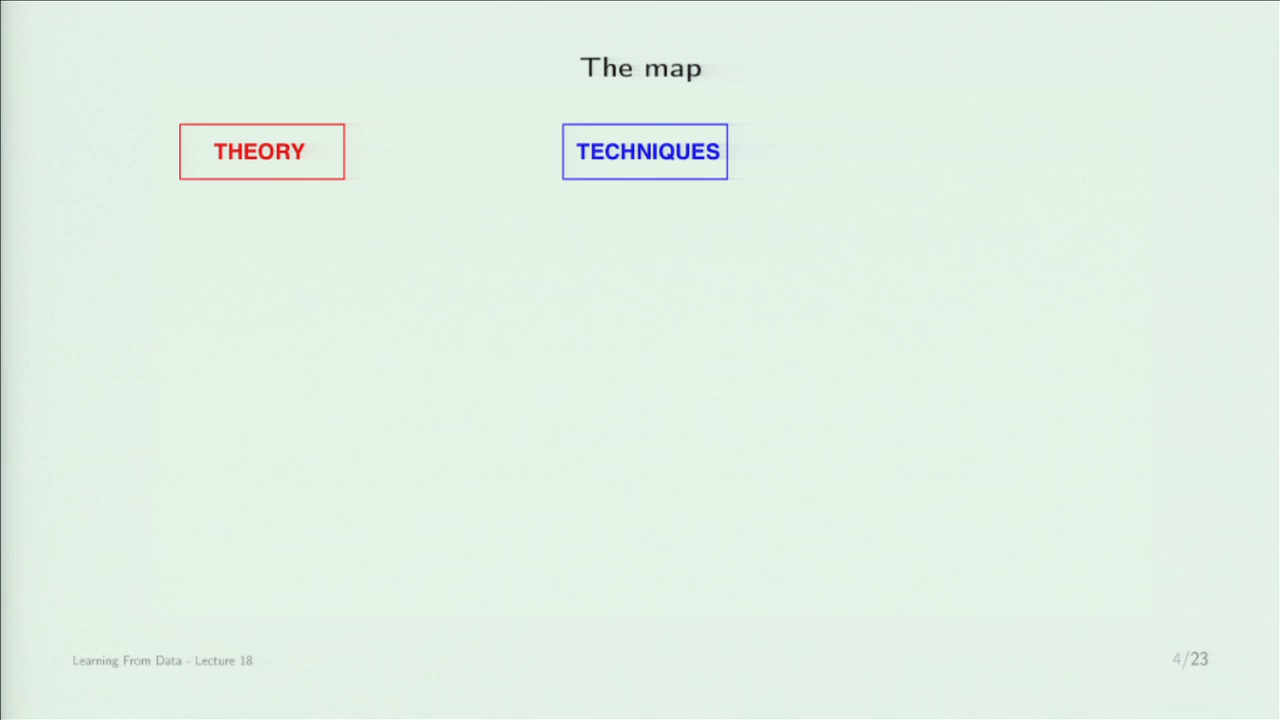 The map
THEORY
TECHNIQUES
Learning From Data - Lecture 18
4/23